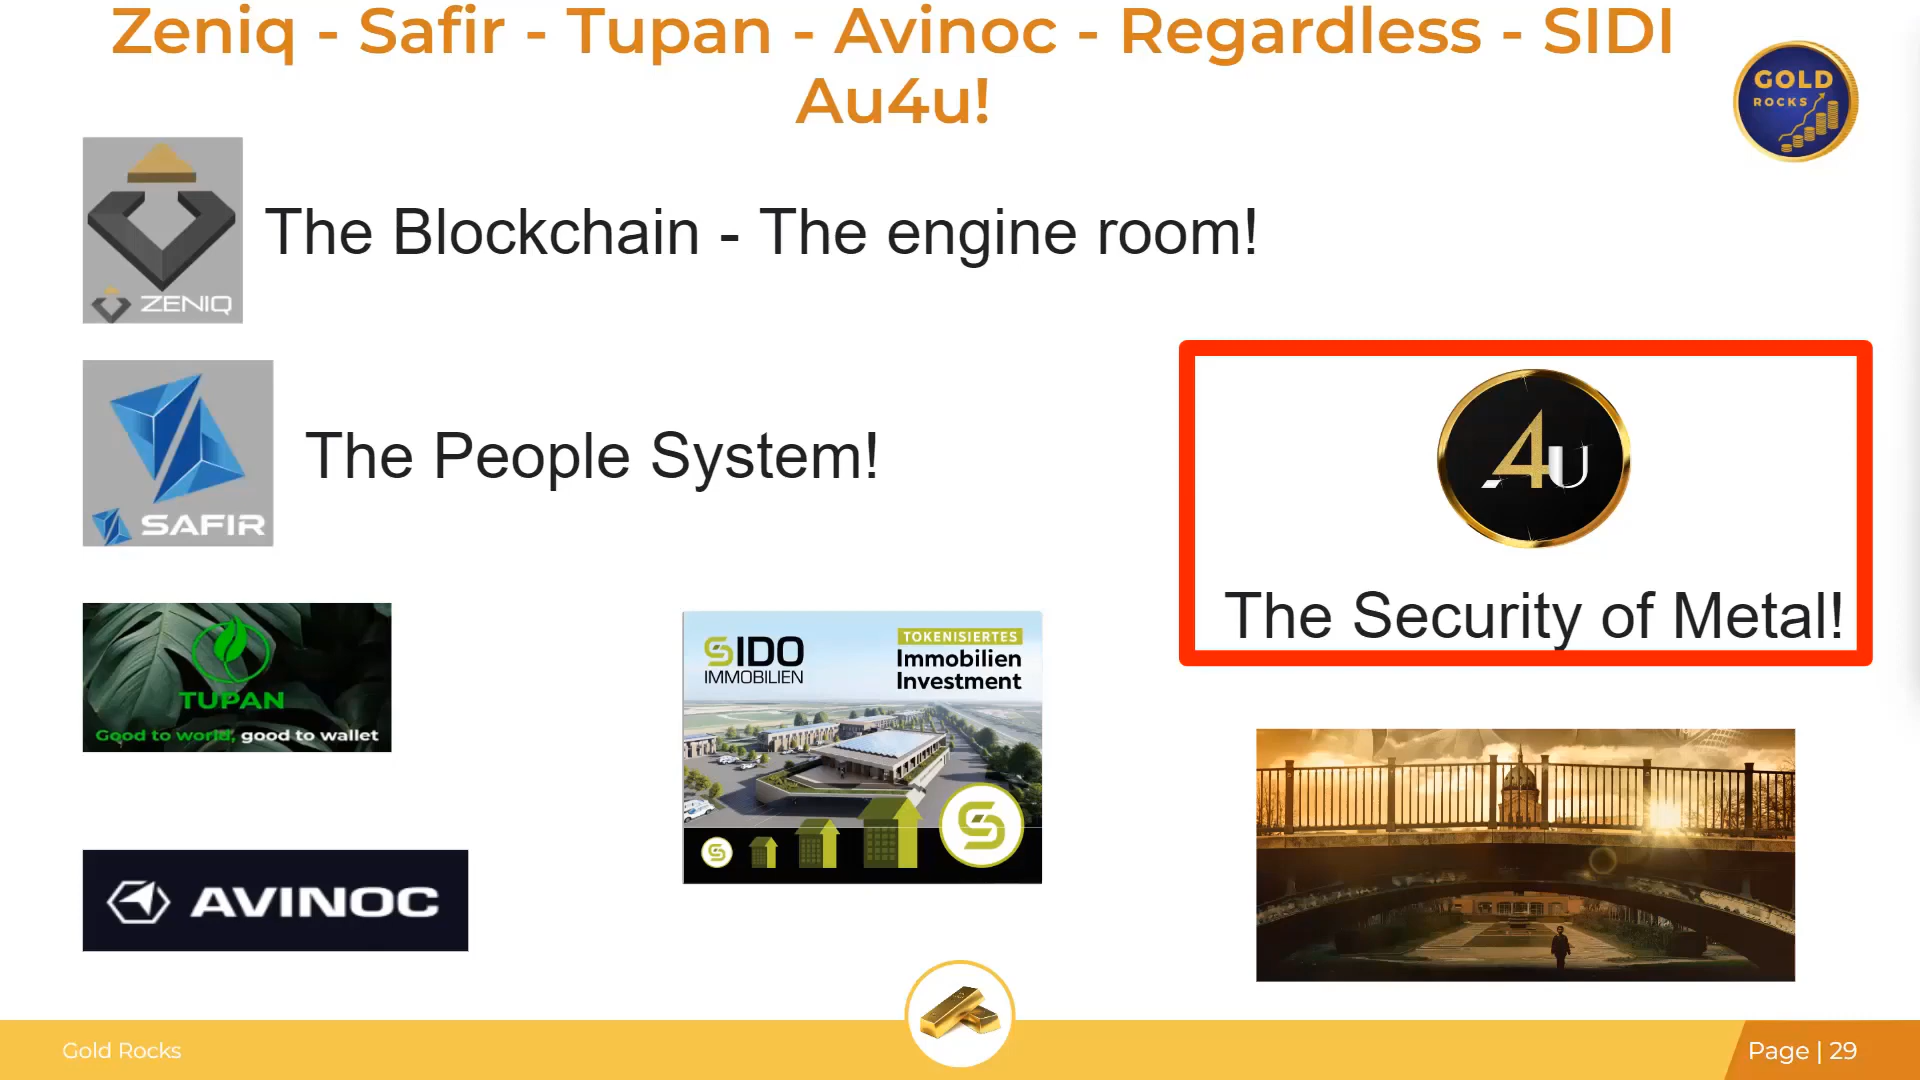 Zeniq - Safir - Tupan - Avinoc - Regardless - SIDI
Au4u!
GOLD
ROCKS
The Blockchain - The engine room!
ZENIQ
The People System!
SAFIR
A4U
The Security of Metal!
TUPAN
Good to world, good to wallet
SIDO
IMMOBILIEN
TOKENISIERTES
Immobilien
Investment
AVINOC
Gold Rocks
Page | 29